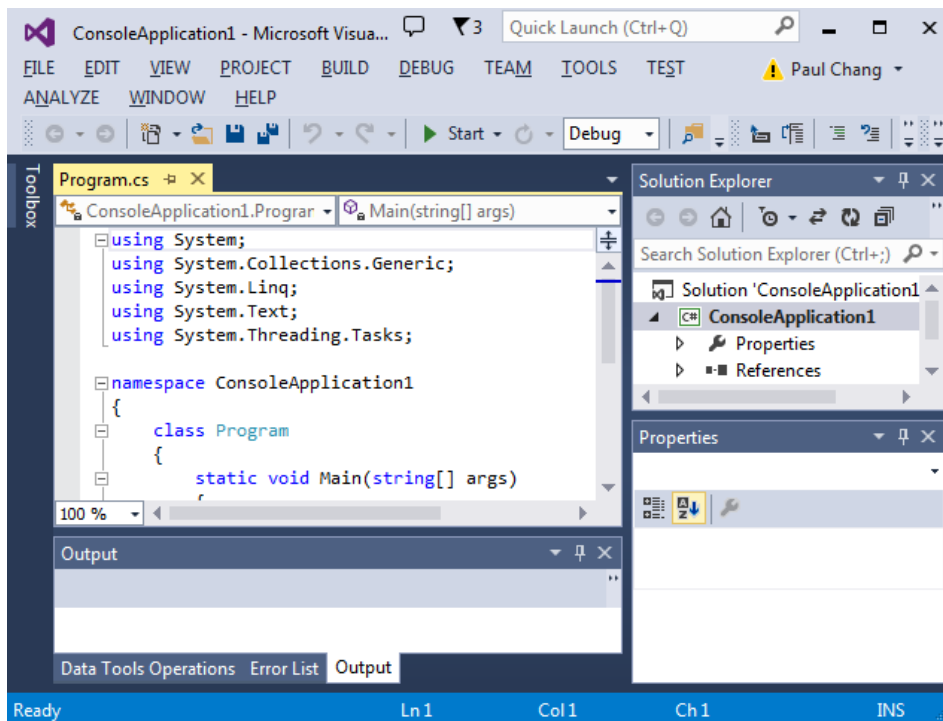 ConsoleApplication1 - Microsoft Visua... 3 Quick Launch (Ctrl+Q)
FILE EDIT VIEW PROJECT BUILD DEBUG TEAM TOOLS TEST Paul Chang
ANALYZE WINDOW HELP
Start Debug
Toolbox
Program.cs
ConsoleApplication1.Prograr Main(string[] args)
using System;
using System.Collections.Generic;
using System.Linq;
using System.Text;
using System.Threading.Tasks;
namespace ConsoleApplication1
{
class Program
{
static void Main(string[] args)
{
100 %
Output
Data Tools Operations Error List Output
Solution Explorer
Search Solution Explorer (Ctrl+;)
Solution 'ConsoleApplication1
C# ConsoleApplication1
Properties
References
Properties
Ready Ln 1 Col 1 Ch 1 INS